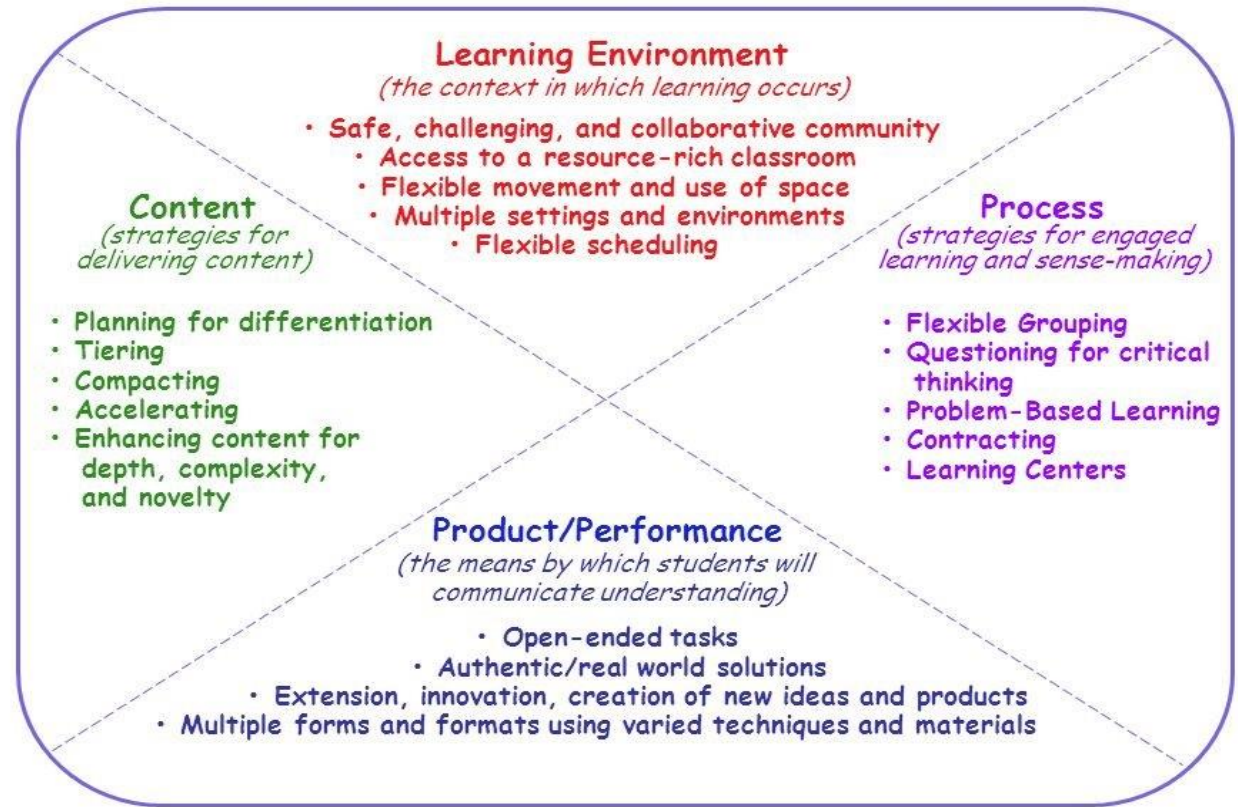 Learning Environment
(the context in which learning occurs)
• Safe, challenging, and collaborative community
• Access to a resource-rich classroom
• Flexible movement and use of space
• Multiple settings and environments
• Flexible scheduling
Content
(strategies for
delivering content)
• Planning for differentiation
• Tiering
• Compacting
• Accelerating
• Enhancing content for
depth, complexity,
and novelty
Process
(strategies for engaged
learning and sense-making)
• Flexible Grouping
• Questioning for critical
thinking
• Problem-Based Learning
• Contracting
• Learning Centers
Product/Performance
(the means by which students will
communicate understanding)
• Open-ended tasks
• Authentic/real world solutions
• Extension, innovation, creation of new ideas and products
• Multiple forms and formats using varied techniques and materials